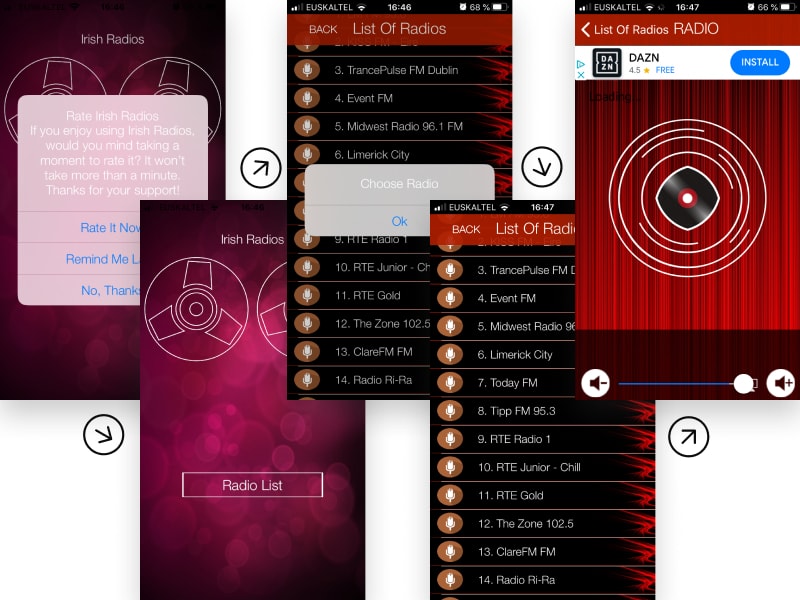 Irish Radios
Rate Irish Radios
If you enjoy using Irish Radios,
would you mind taking a
moment to rate it? It won't
take more than a minute.
Thanks for your support!
Rate It Now
Remind Me La
No, Thanks
Irish Radios
Radio List
EUSKALTEL 16:46 68 %
BACK List Of Radios
3. TrancePulse FM Dublin
4. Event FM
5. Midwest Radio 96.1 FM
6. Limerick City
Choose Radio
Ok
9. RTE Radio 1
10. RTE Junior - Ch
11. RTE Gold
12. The Zone 102.5
13. ClareFM FM
14. Radio Ri-Ra
EUSKALTEL 16:47
BACK List Of Radi
3. TrancePulse FM D
4. Event FM
5. Midwest Radio 96
6. Limerick City
7. Today FM
8. Tipp FM 95.3
9. RTE Radio 1
10. RTE Junior - Chill
11. RTE Gold
12. The Zone 102.5
13. ClareFM FM
14. Radio Ri-Ra
EUSKALTEL 16:47 66 %
List Of Radios RADIO
DAZN
DAZN
4.5 ★ FREE
INSTALL
Loading